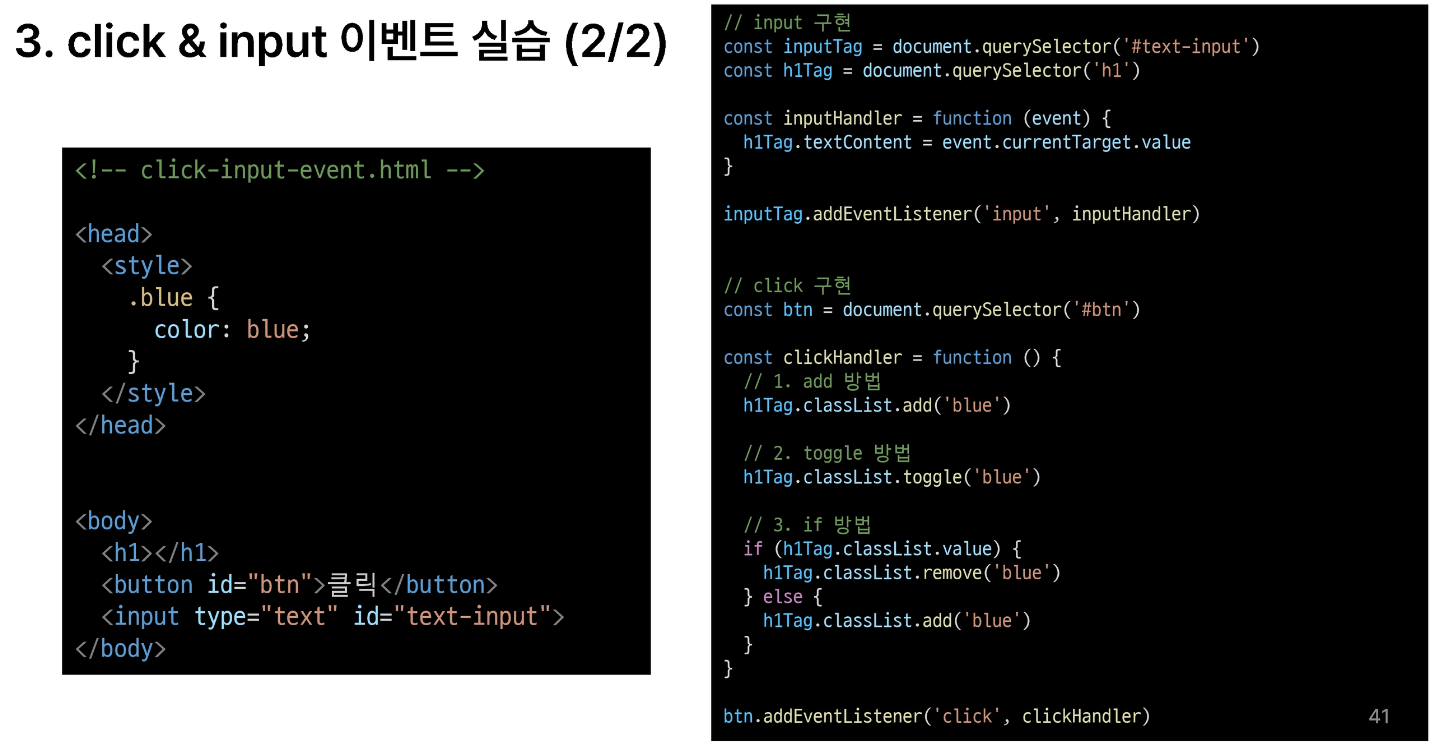 3. click & input 이벤트 실습 (2/2)
<!-- click-input-event.html -->
<head>
  <style>
    .blue {
      color: blue;
    }
  </style>
</head>
<body>
  <h1></h1>
  <button id="btn">클릭</button>
  <input type="text" id="text-input">
</body>
// input 구현
const inputTag = document.querySelector('#text-input')
const h1Tag = document.querySelector('h1')
const inputHandler = function (event) {
  h1Tag.textContent = event.currentTarget.value
}
inputTag.addEventListener('input', inputHandler)
// click 구현
const btn = document.querySelector('#btn')
const clickHandler = function () {
  // 1. add 방법
  h1Tag.classList.add('blue')
  // 2. toggle 방법
  h1Tag.classList.toggle('blue')
  // 3. if 방법
  if (h1Tag.classList.value) {
    h1Tag.classList.remove('blue')
  } else {
    h1Tag.classList.add('blue')
  }
}
btn.addEventListener('click', clickHandler)
41